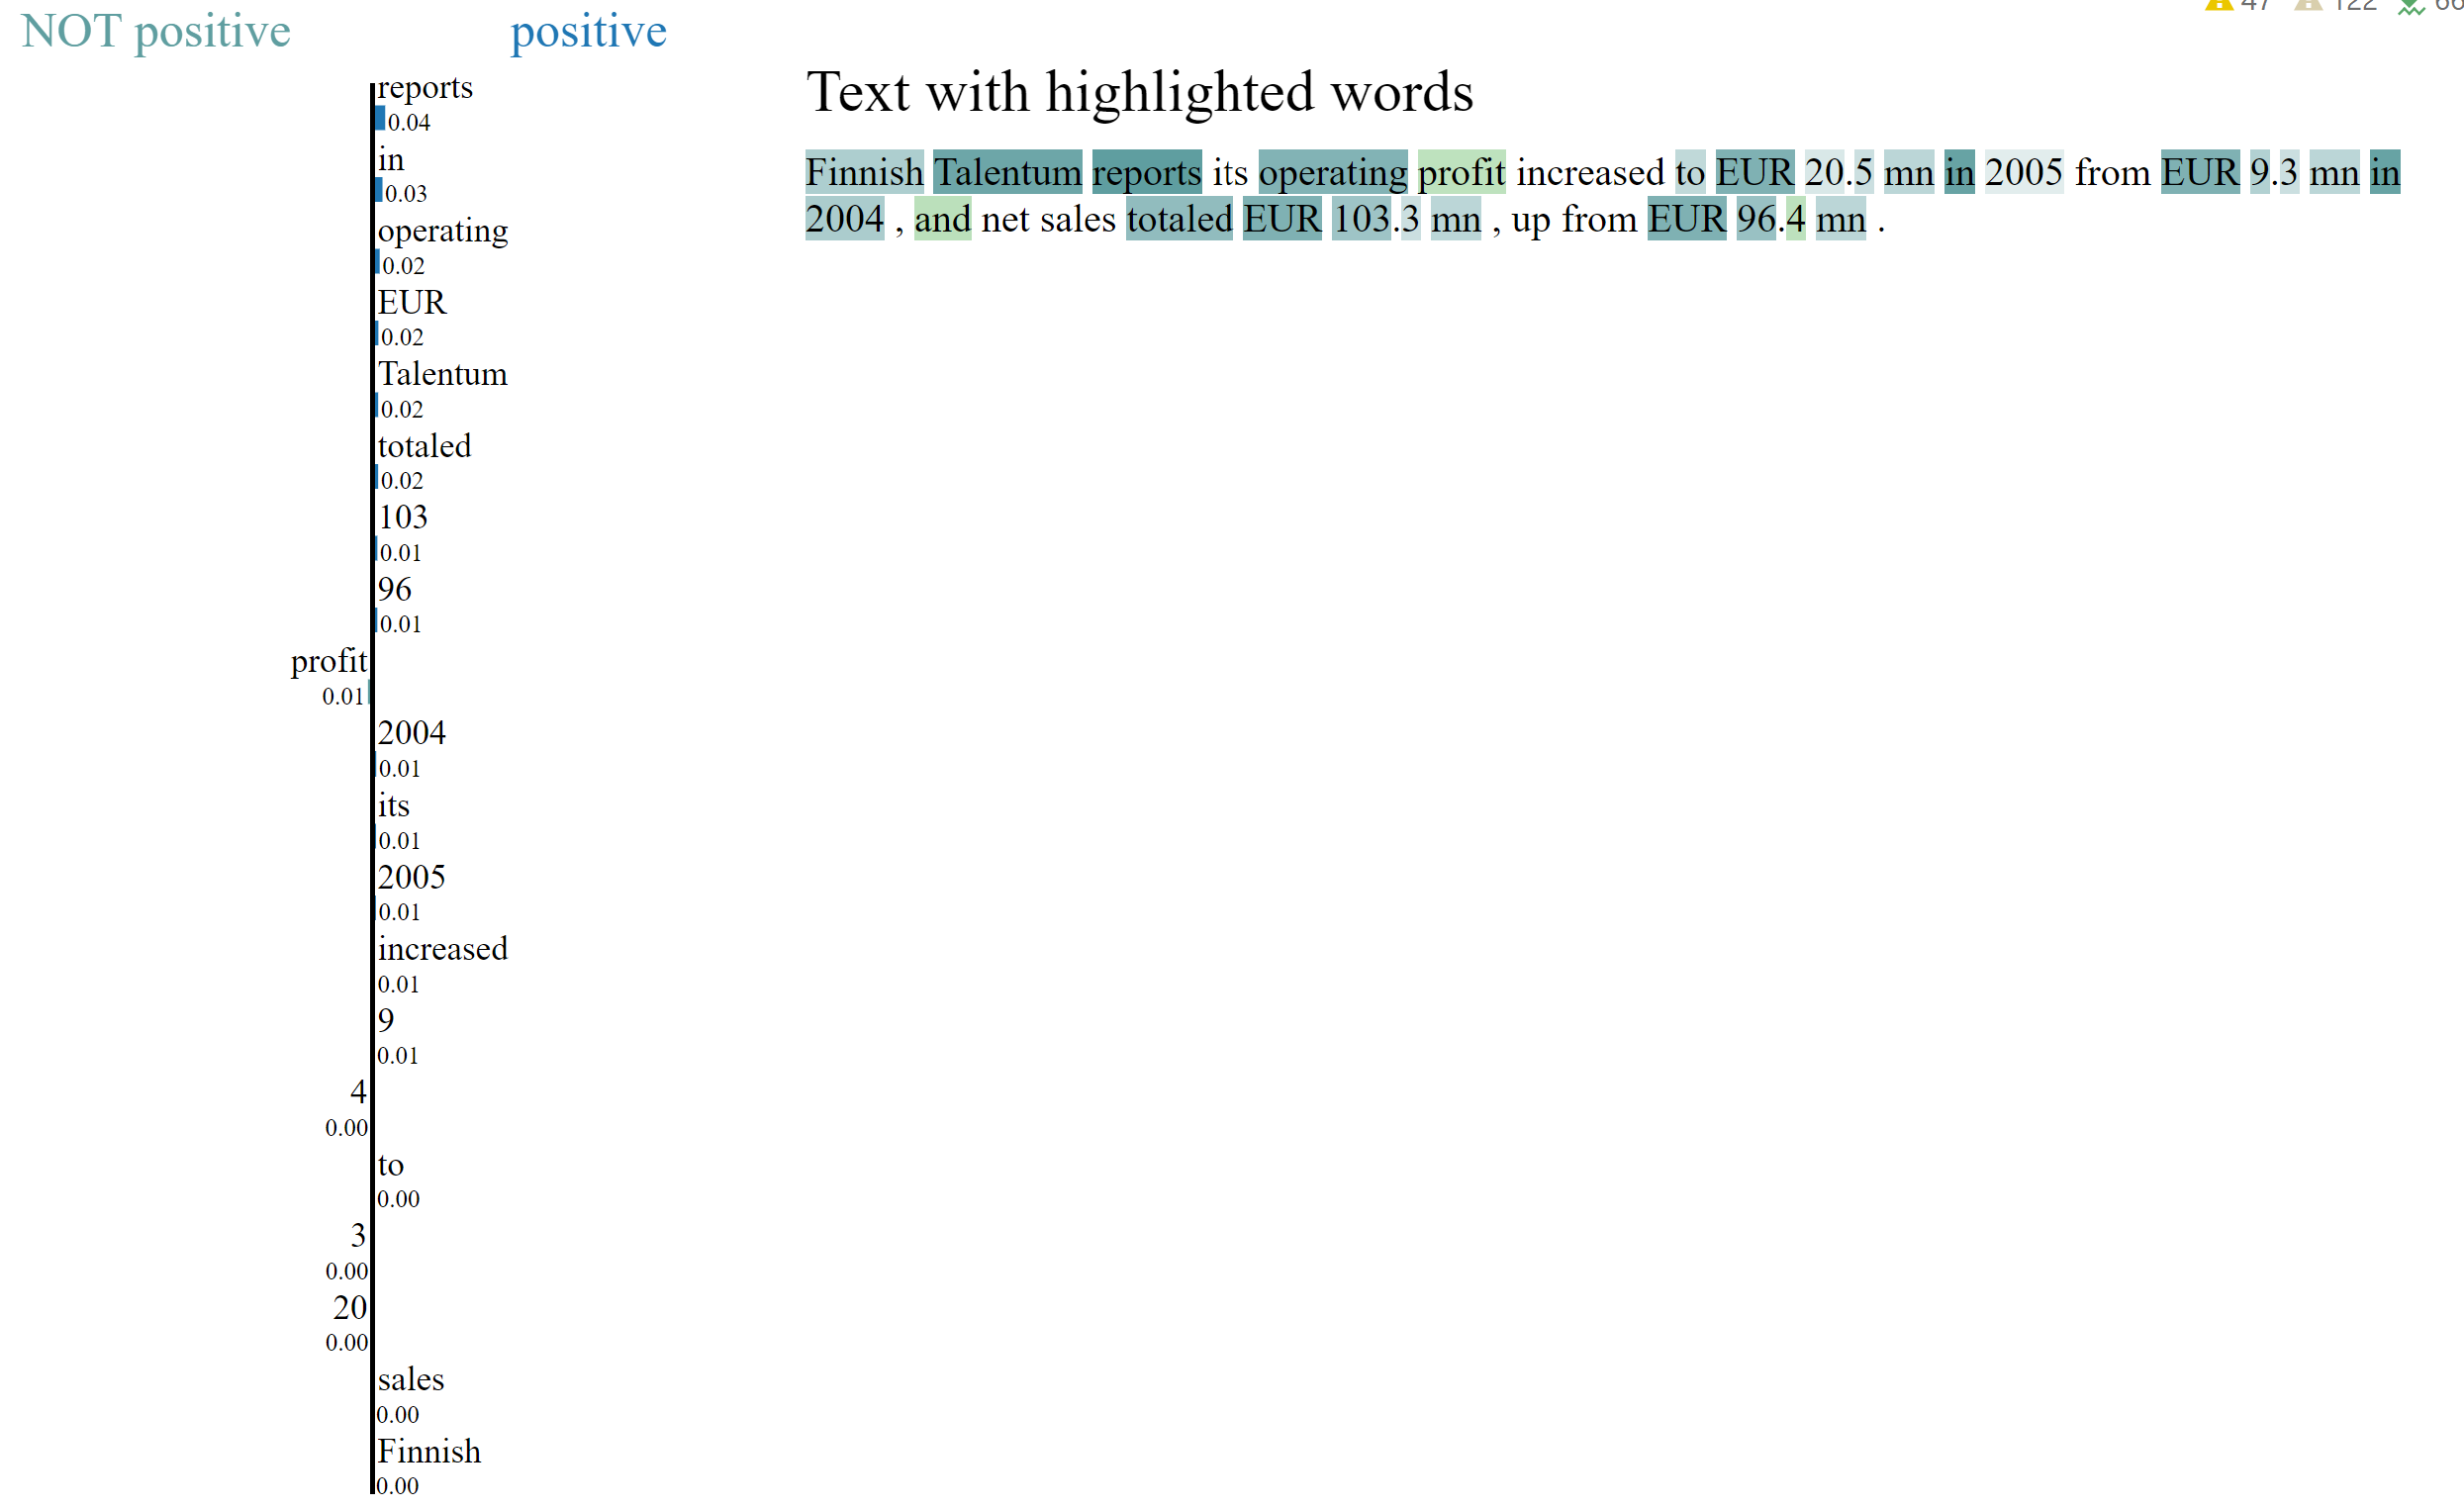 NOT positive positive
reports
0.04
in
0.03
operating
0.02
EUR
0.02
Talentum
0.02
totaled
0.02
103
0.01
96
0.01
profit
0.01
2004
0.01
its
0.01
2005
0.01
increased
0.01
9
0.01
4
0.00
to
0.00
3
0.00
20
0.00
sales
0.00
Finnish
0.00
Text with highlighted words
Finnish Talentum reports its operating profit increased to EUR 20.5 mn in 2005 from EUR 9.3 mn in
2004 , and net sales totaled EUR 103.3 mn , up from EUR 96.4 mn .